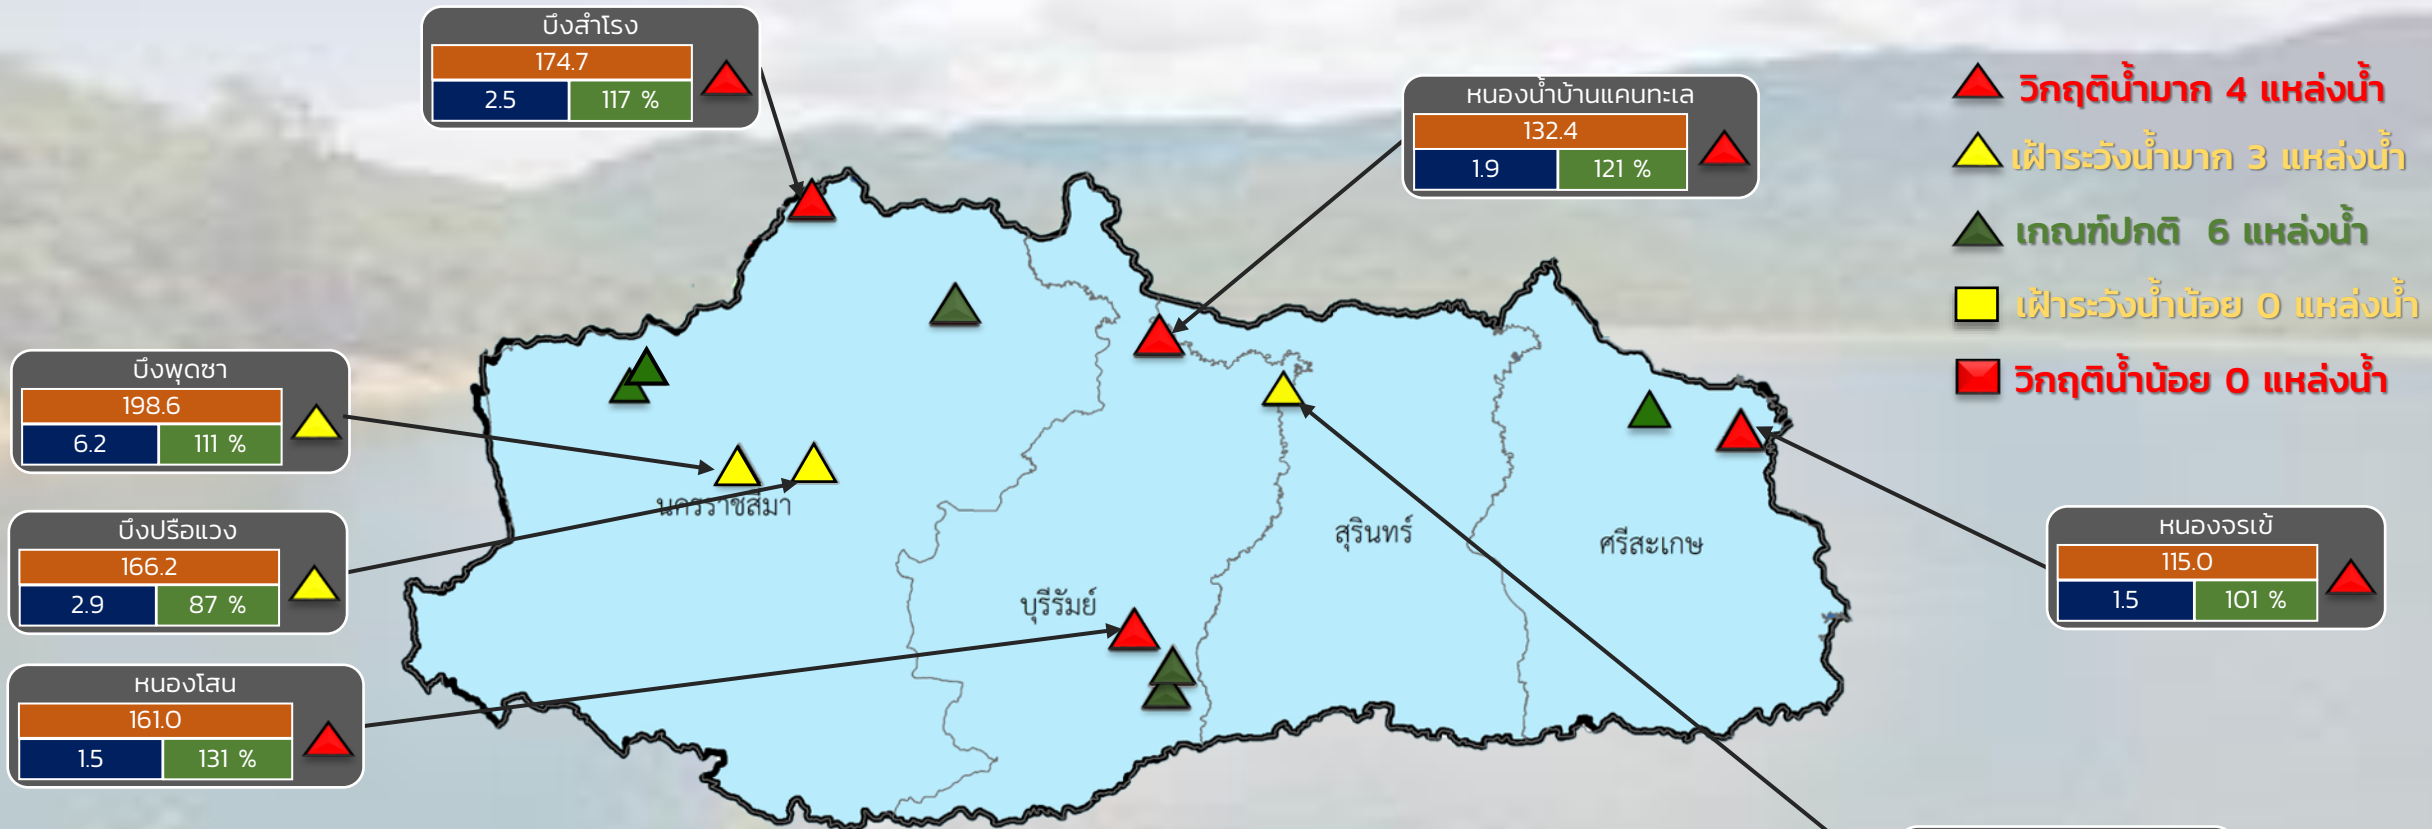 บึงสำโรง
174.7
2.5 117 %
หนองน้ำบ้านแคนทะเล
132.4
1.9 121 %
วิกฤติน้ำมาก 4 แหล่งน้ำ
เฝ้าระวังน้ำมาก 3 แหล่งน้ำ
เกณฑ์ปกติ 6 แหล่งน้ำ
เฝ้าระวังน้ำน้อย 0 แหล่งน้ำ
วิกฤติน้ำน้อย 0 แหล่งน้ำ
บึงพุดซา
198.6
6.2 111 %
นครราชสีมา
บึงปรือแวง
166.2
2.9 87 %
สุรินทร์
ศรีสะเกษ
หนองจรเข้
115.0
1.5 101 %
บุรีรัมย์
หนองโสน
161.0
1.5 131 %